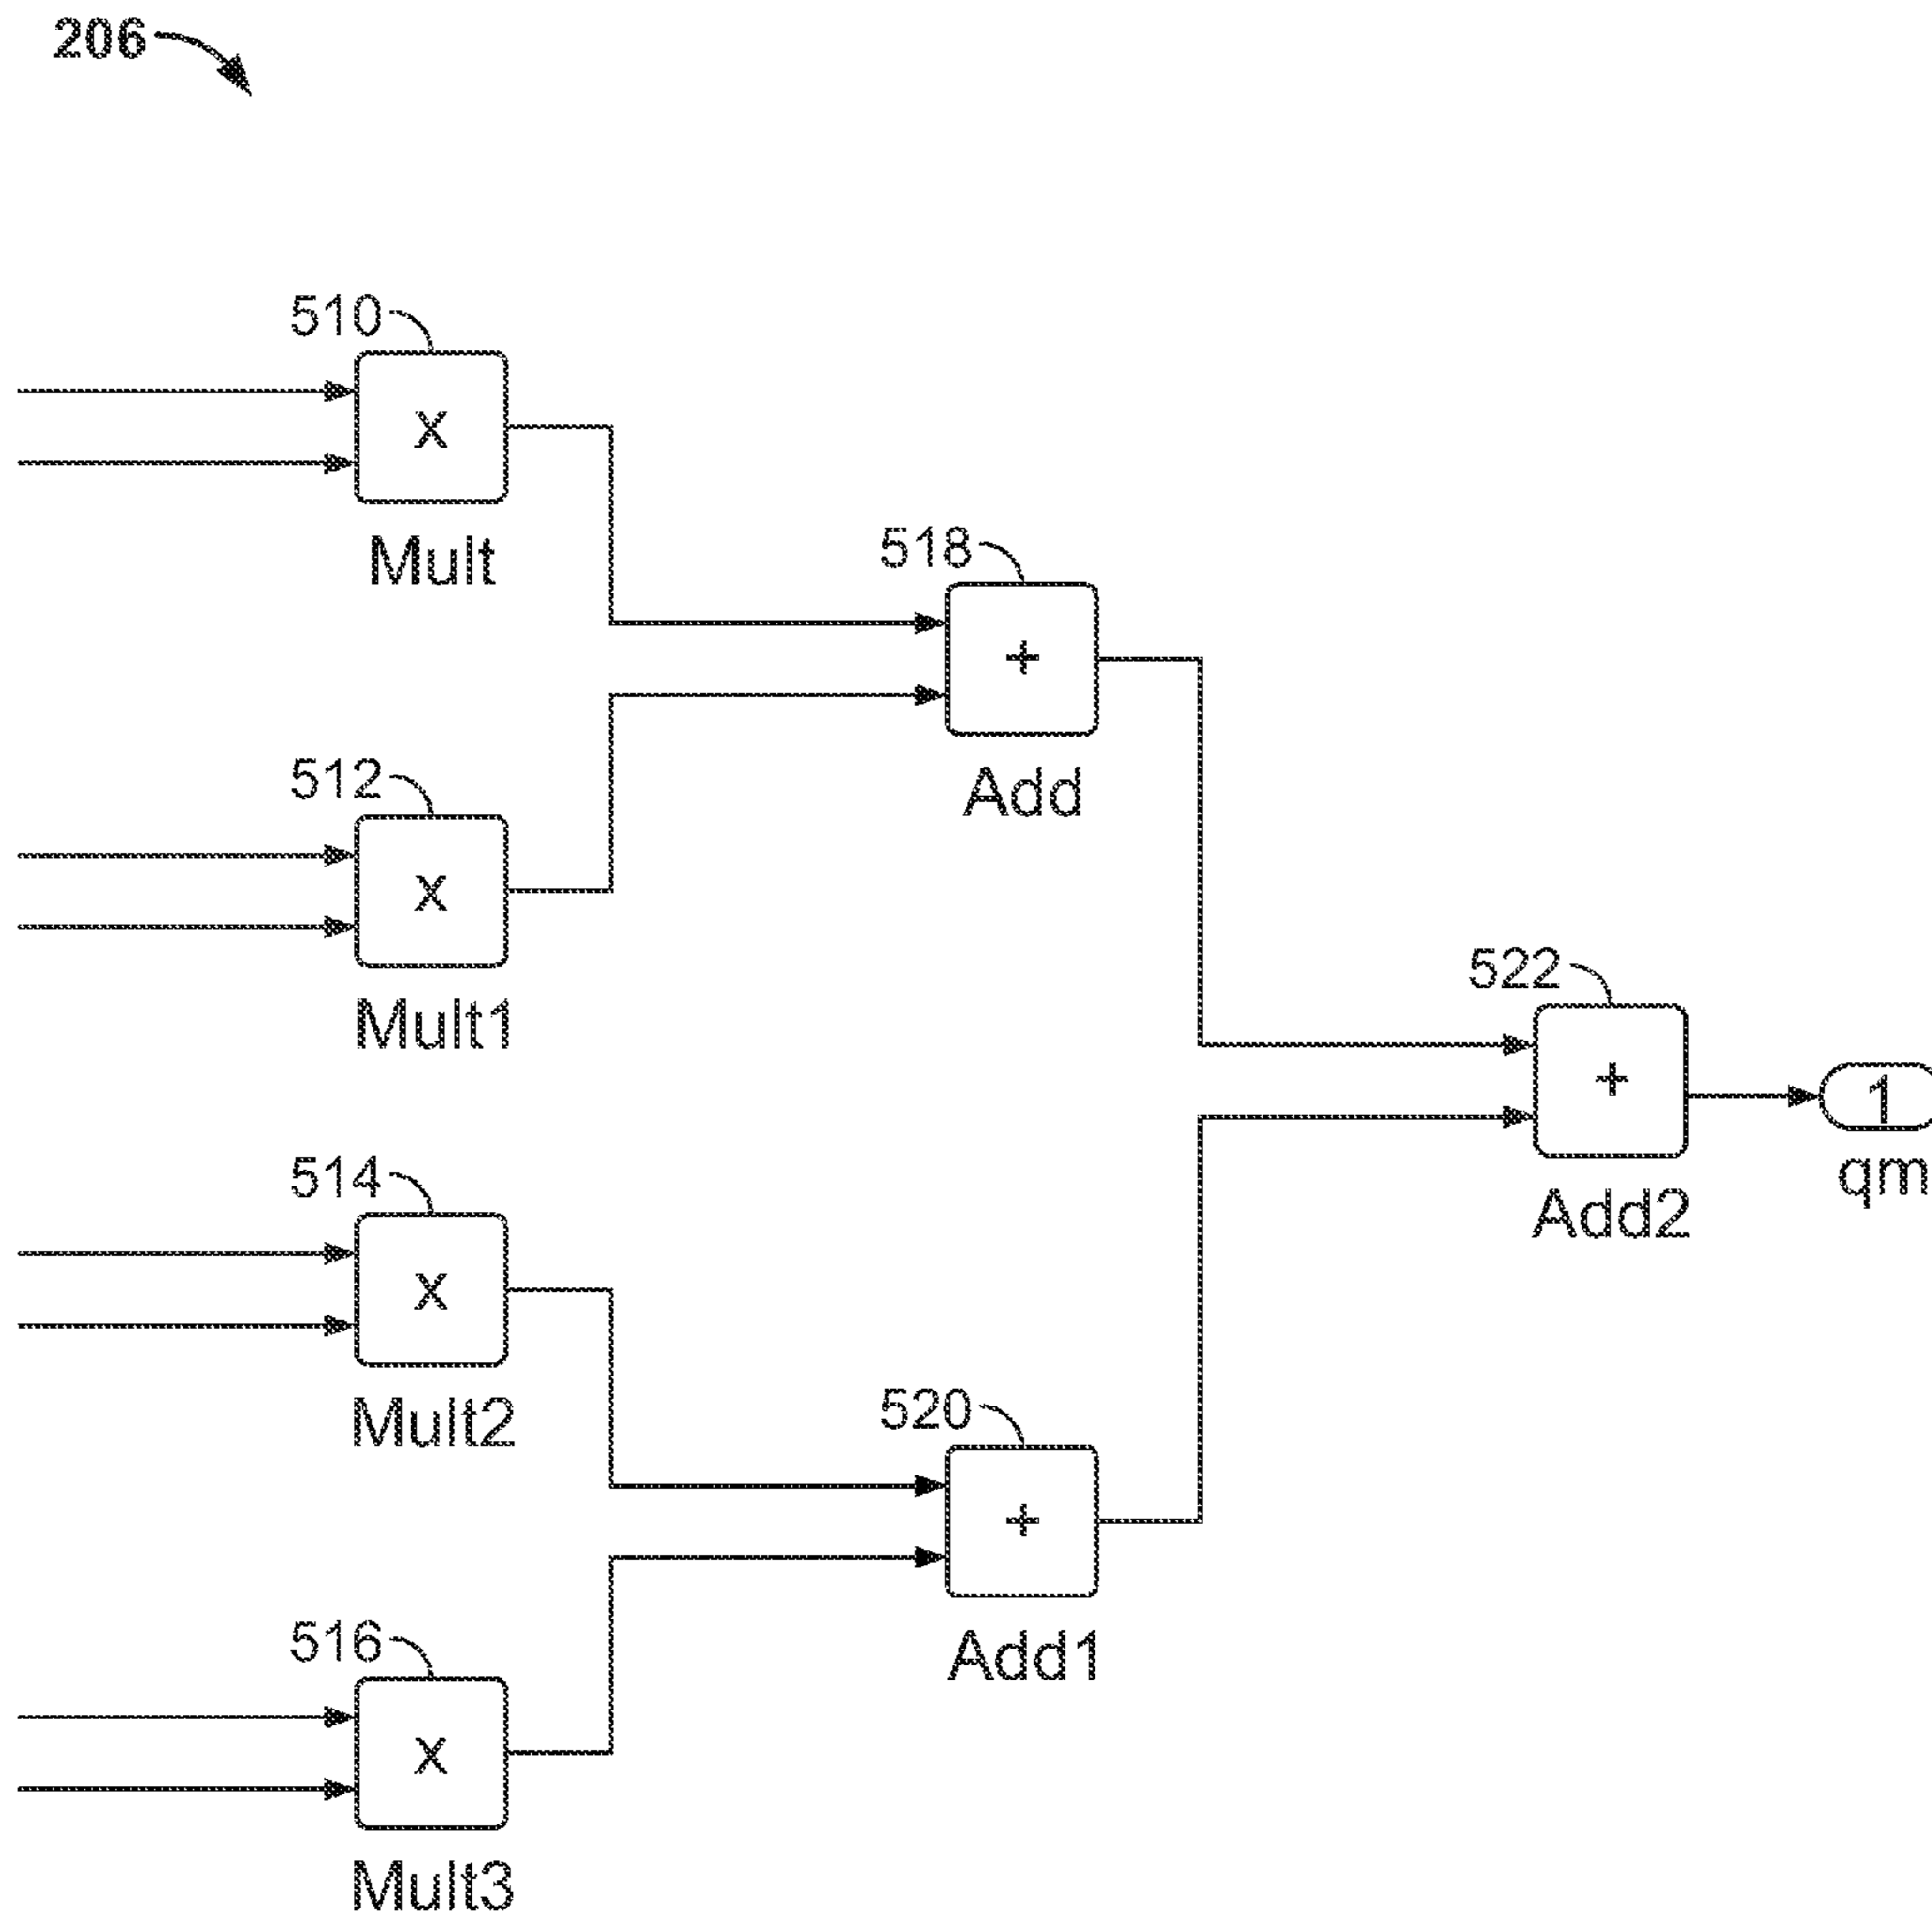 206
510
x
Mult
518
+
Add
512
x
Mult1
522
+
Add2
1
qm
514
x
Mult2
520
+
Add1
516
x
Mult3